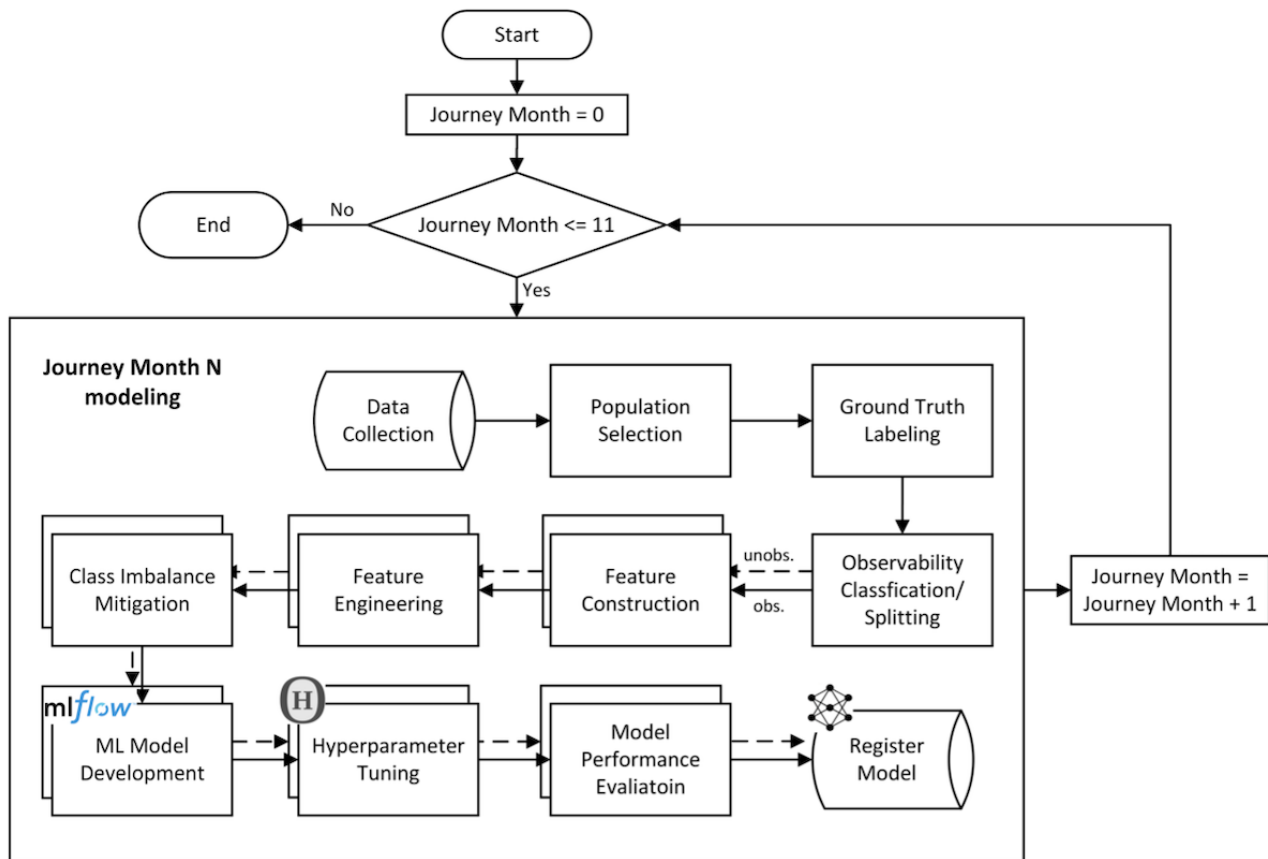 Start
Journey Month = 0
Journey Month <= 11
No
End
Yes
Journey Month N
modeling
Data
Collection
Population
Selection
Ground Truth
Labeling
Observability
Classfication/
Splitting
unobs.
obs.
Feature
Construction
Feature
Engineering
Class Imbalance
Mitigation
mlflow
ML Model
Development
H
Hyperparameter
Tuning
Model
Performance
Evaliatoin
Register
Model
Journey Month =
Journey Month + 1